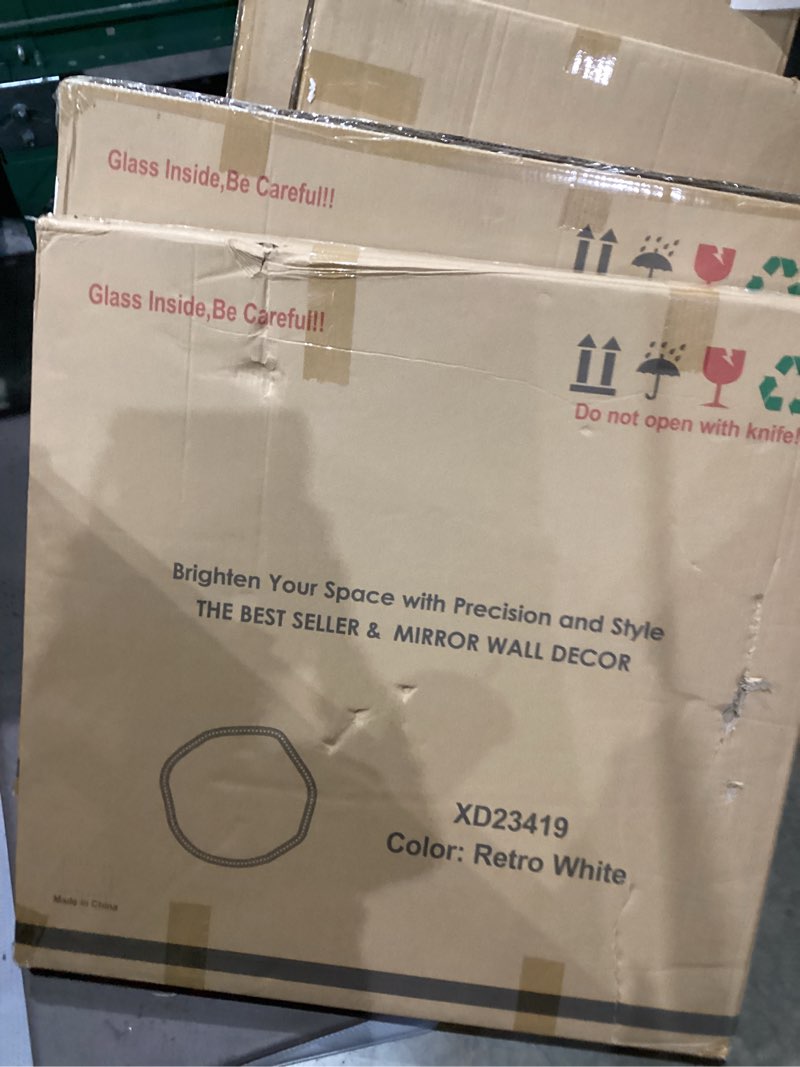 Glass Inside,Be Careful!!
Glass Inside,Be Careful!!
Do not open with knife!
Brighten Your Space with Precision and Style
THE BEST SELLER & MIRROR WALL DECOR
XD23419
Color: Retro White
Made in China